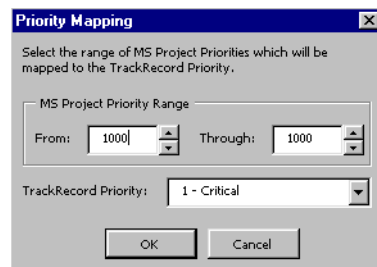 Priority Mapping
Select the range of MS Project Priorities which will be
mapped to the TrackRecord Priority.
MS Project Priority Range
From: 1000 Through: 1000
TrackRecord Priority: 1 - Critical
OK Cancel